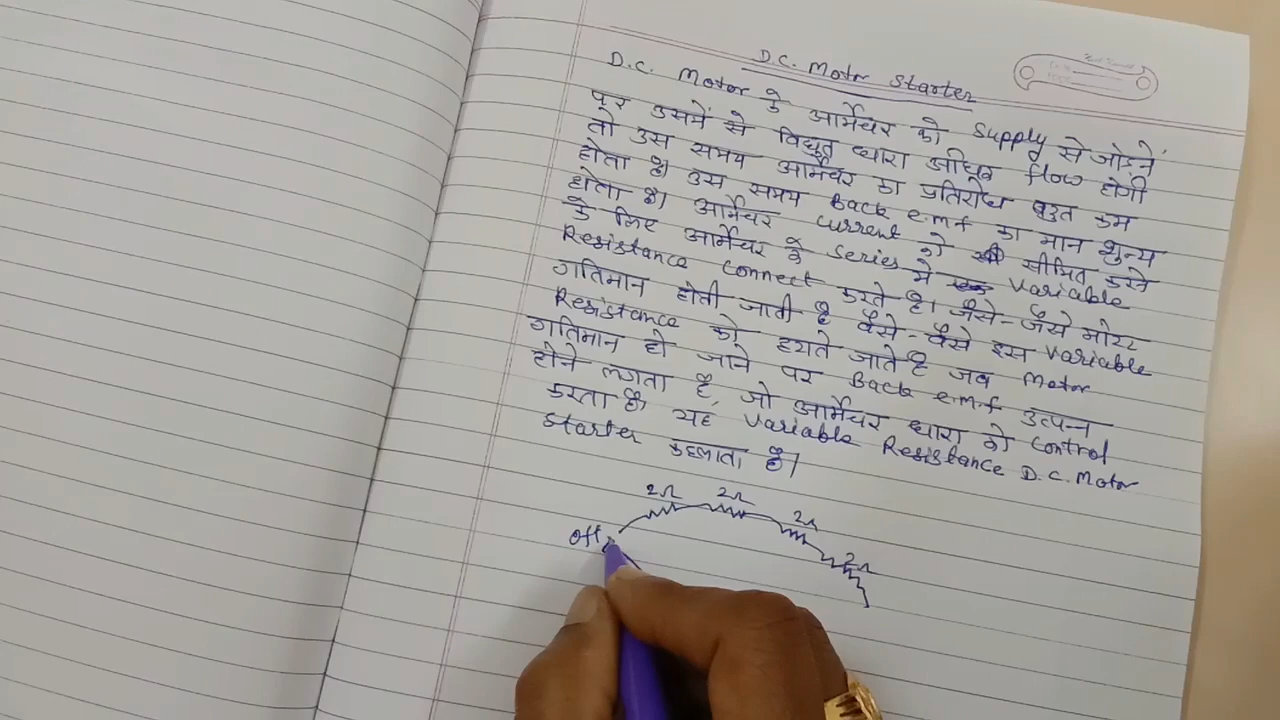 D.C. Motor Starter
D.C. Motor के आर्मेचर को Supply से जोड़ने
पर उसमें से विद्युत धारा अधिक flow होगी
तो उस समय आर्मेचर का प्रतिरोध बहुत कम
होता है। उस समय Back e.m.f का मान शुन्य
होता है। आर्मेचर current को सीमित करने
के लिए आर्मेचर के series में Variable
Resistance connect करते है। जैसे-जैसे मोटर
गतिमान होती जाती है वैसे-वैसे इस Variable
Resistance को हटाते जाते है जब Motor
गतिमान हो जाने पर Back e.m.f उत्पन
होने लगता है, जो आर्मेचर धारा को Control
करता है, यह Variable Resistance D.C. Motor
Starter कहलाता है।
2Ω 2Ω 2Ω 2Ω
Off